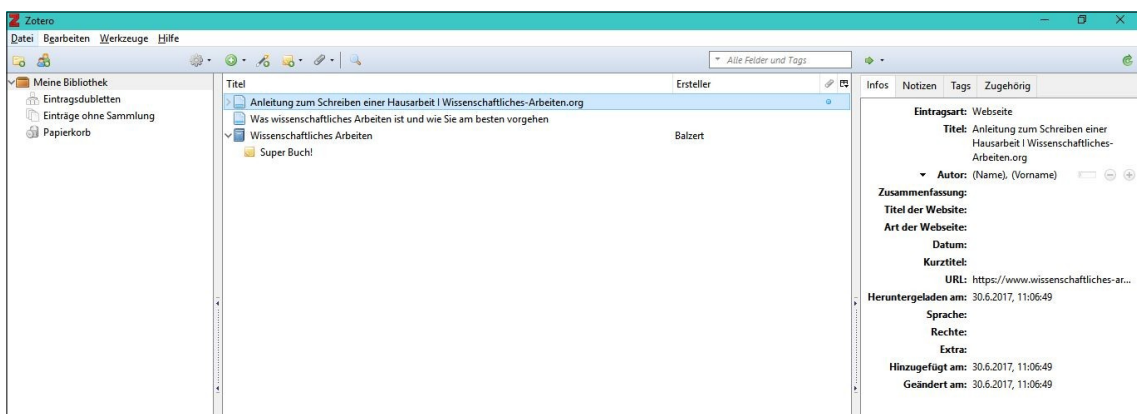 Zotero
Datei Bearbeiten Werkzeuge Hilfe
Alle Felder und Tags
Meine Bibliothek
Eintragsdubletten
Einträge ohne Sammlung
Papierkorb
Titel Ersteller
Anleitung zum Schreiben einer Hausarbeit I Wissenschaftliches-Arbeiten.org
Was wissenschaftliches Arbeiten ist und wie Sie am besten vorgehen
Wissenschaftliches Arbeiten Balzert
Super Buch!
Infos Notizen Tags Zugehörig
Eintragsart: Webseite
Titel: Anleitung zum Schreiben einer
Hausarbeit I Wissenschaftliches-
Arbeiten.org
Autor: (Name), (Vorname)
Zusammenfassung:
Titel der Website:
Art der Webseite:
Datum:
Kurztitel:
URL: https://www.wissenschaftliches-ar...
Heruntergeladen am: 30.6.2017, 11:06:49
Sprache:
Rechte:
Extra:
Hinzugefügt am: 30.6.2017, 11:06:49
Geändert am: 30.6.2017, 11:06:49